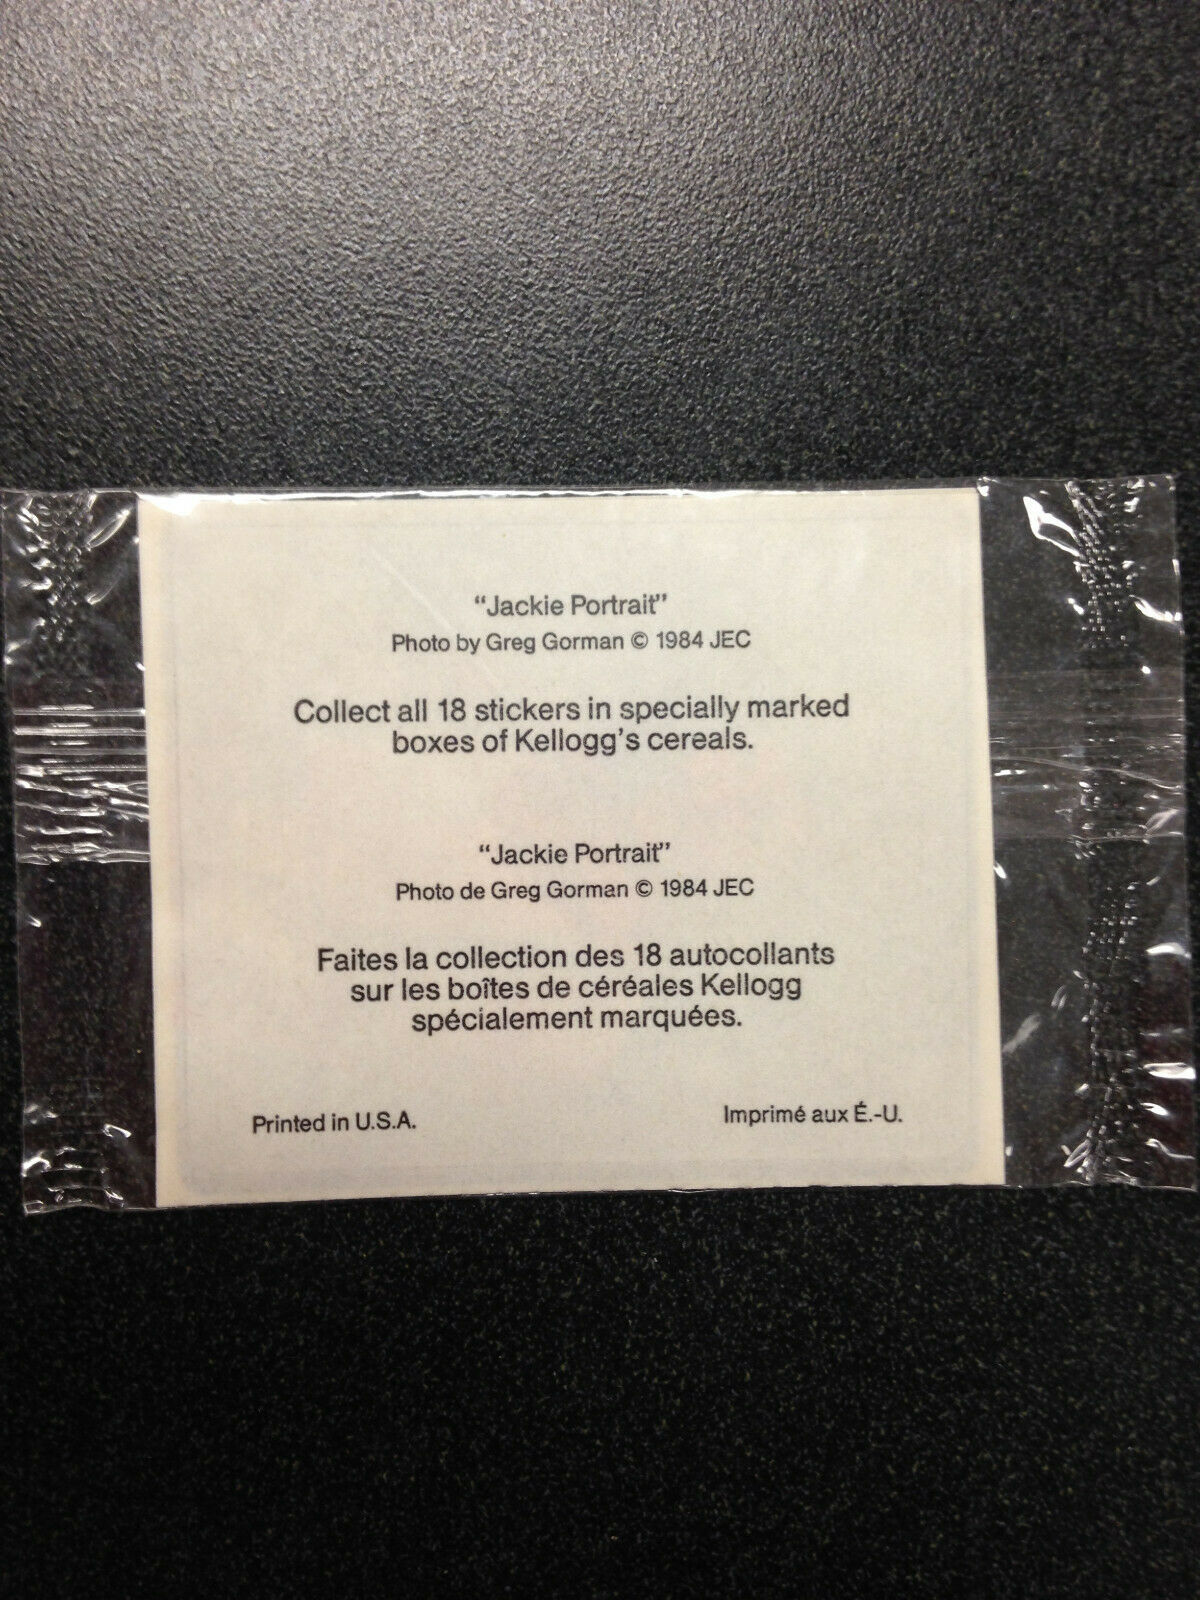 “Jackie Portrait”
Photo by Greg Gorman © 1984 JEC
Collect all 18 stickers in specially marked
boxes of Kellogg’s cereals.
“Jackie Portrait”
Photo de Greg Gorman © 1984 JEC
Faites la collection des 18 autocollants
sur les boîtes de céréales Kellogg
spécialement marquées.
Printed in U.S.A.
Imprimé aux É.-U.